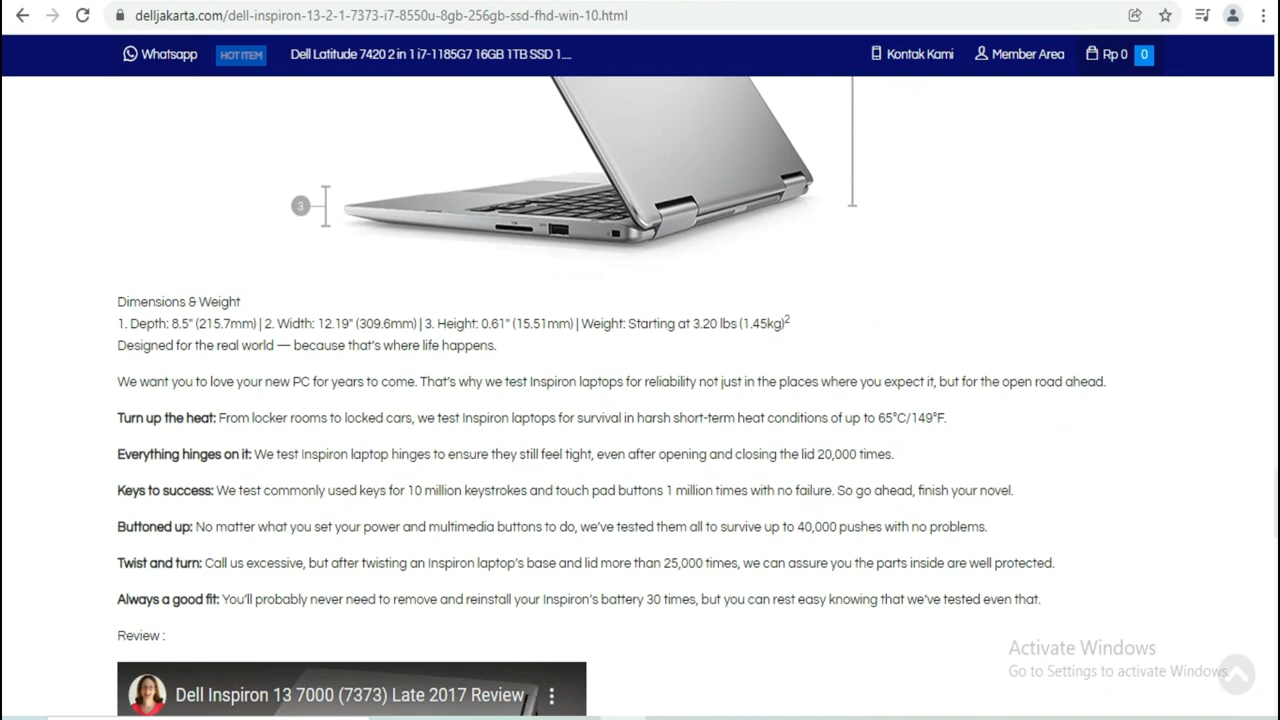 delljakarta.com/dell-inspiron-13-2-1-7373-i7-8550u-8gb-256gb-ssd-fhd-win-10.html
Whatsapp HOT ITEM Dell Latitude 7420 2 in 1 i7-1185G7 16GB 1TB SSD 1.... Kontak Kami Member Area Rp 0 0
3
Dimensions & Weight
1. Depth: 8.5" (215.7mm) | 2. Width: 12.19" (309.6mm) | 3. Height: 0.61" (15.51mm) | Weight: Starting at 3.20 lbs (1.45kg)2
Designed for the real world — because that's where life happens.
We want you to love your new PC for years to come. That's why we test Inspiron laptops for reliability not just in the places where you expect it, but for the open road ahead.
Turn up the heat: From locker rooms to locked cars, we test Inspiron laptops for survival in harsh short-term heat conditions of up to 65°C/149°F.
Everything hinges on it: We test Inspiron laptop hinges to ensure they still feel tight, even after opening and closing the lid 20,000 times.
Keys to success: We test commonly used keys for 10 million keystrokes and touch pad buttons 1 million times with no failure. So go ahead, finish your novel.
Buttoned up: No matter what you set your power and multimedia buttons to do, we've tested them all to survive up to 40,000 pushes with no problems.
Twist and turn: Call us excessive, but after twisting an Inspiron laptop's base and lid more than 25,000 times, we can assure you the parts inside are well protected.
Always a good fit: You'll probably never need to remove and reinstall your Inspiron's battery 30 times, but you can rest easy knowing that we've tested even that.
Review :
Activate Windows
Go to Settings to activate Windows.
Dell Inspiron 13 7000 (7373) Late 2017 Review